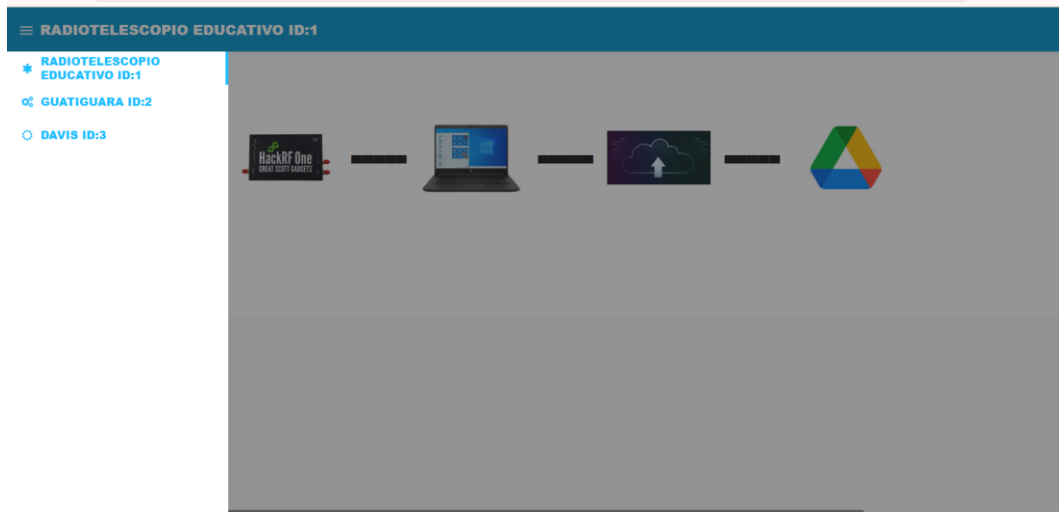 RADIOTELESCOPIO EDUCATIVO ID:1
RADIOTELESCOPIO
EDUCATIVO ID:1
GUATIGUARA ID:2
DAVIS ID:3
HackRF One
GREAT SCOTT GADGETS